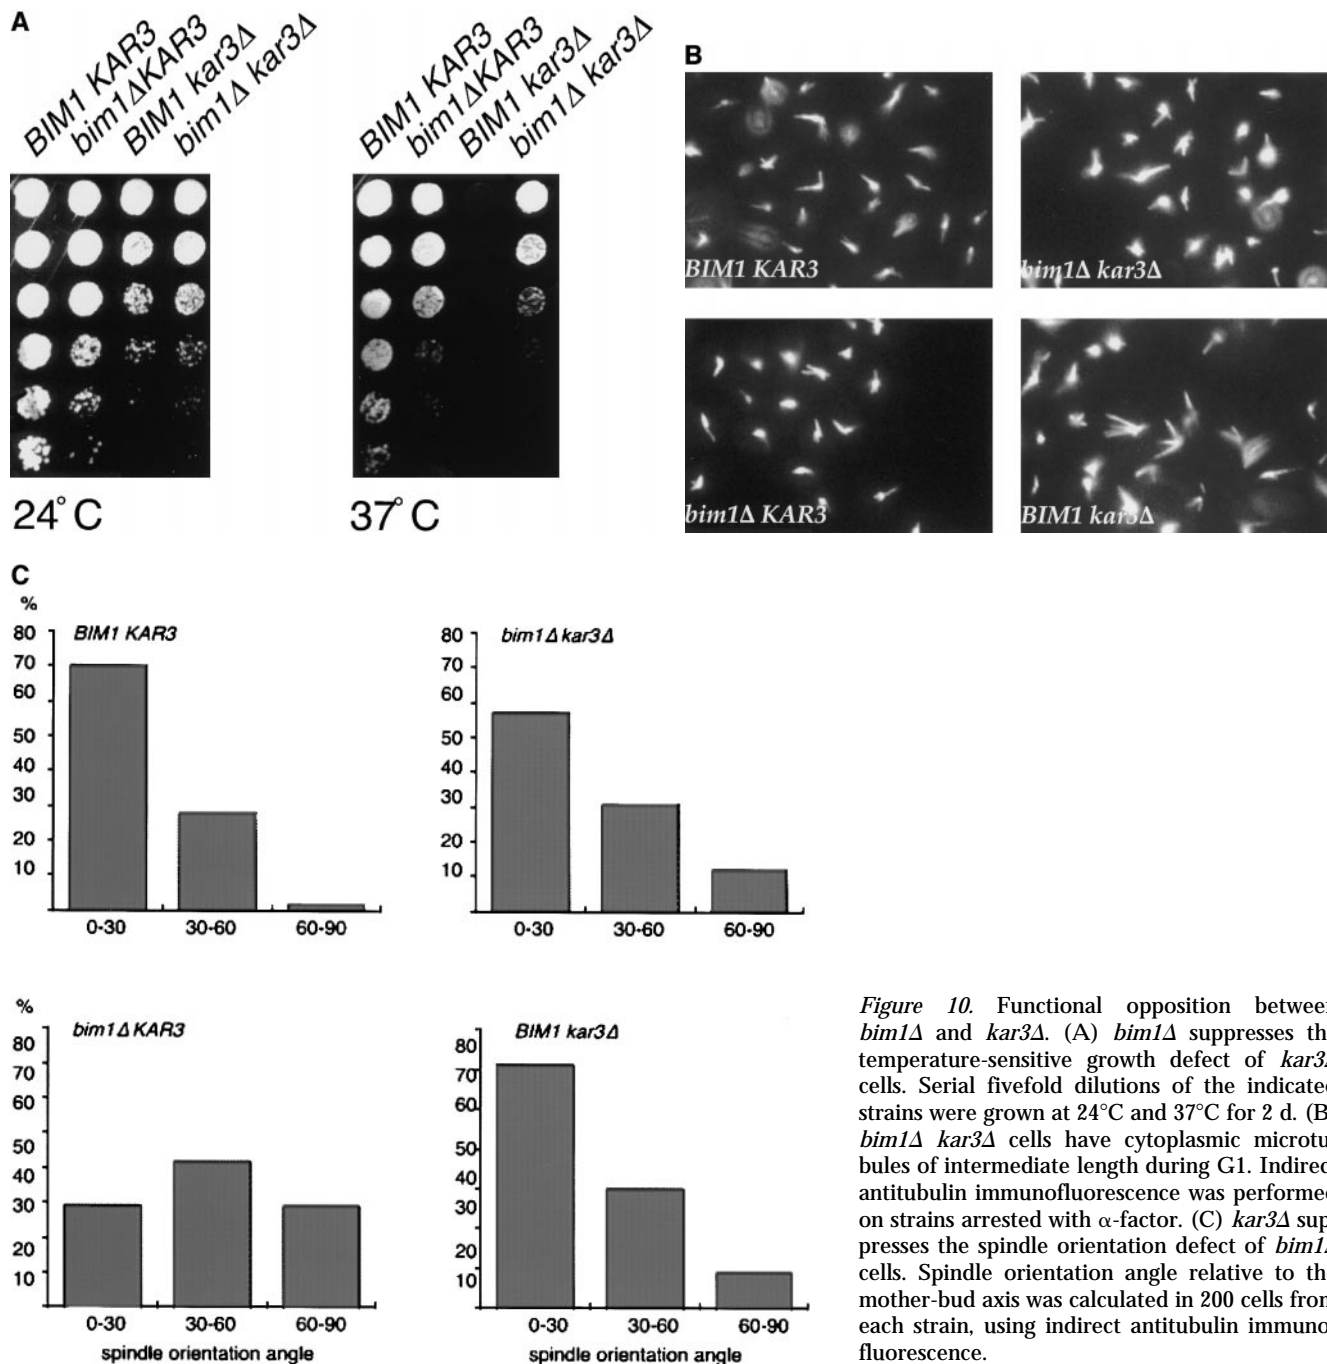 A
BIM1 KAR3
bim1Δ KAR3
BIM1 kar3Δ
bim1Δ kar3Δ
BIM1 KAR3
bim1Δ KAR3
BIM1 kar3Δ
bim1Δ kar3Δ
24°C
37°C
B
BIM1 KAR3
bim1Δ kar3Δ
bim1Δ KAR3
BIM1 kar3Δ
C
%
80
70
60
50
40
30
20
10
BIM1 KAR3
0-30 30-60 60-90
80
70
60
50
40
30
20
10
bim1Δ kar3Δ
0-30 30-60 60-90
%
80
70
60
50
40
30
20
10
bim1Δ KAR3
0-30 30-60 60-90
spindle orientation angle
80
70
60
50
40
30
20
10
BIM1 kar3Δ
0-30 30-60 60-90
spindle orientation angle
Figure 10. Functional opposition between
bim1Δ and kar3Δ. (A) bim1Δ suppresses th
temperature-sensitive growth defect of kar3Δ
cells. Serial fivefold dilutions of the indicate
strains were grown at 24°C and 37°C for 2 d. (B
bim1Δ kar3Δ cells have cytoplasmic microtu
bules of intermediate length during G1. Indirec
antitubulin immunofluorescence was performe
on strains arrested with α-factor. (C) kar3Δ sup
presses the spindle orientation defect of bim1Δ
cells. Spindle orientation angle relative to th
mother-bud axis was calculated in 200 cells from
each strain, using indirect antitubulin immuno
fluorescence.